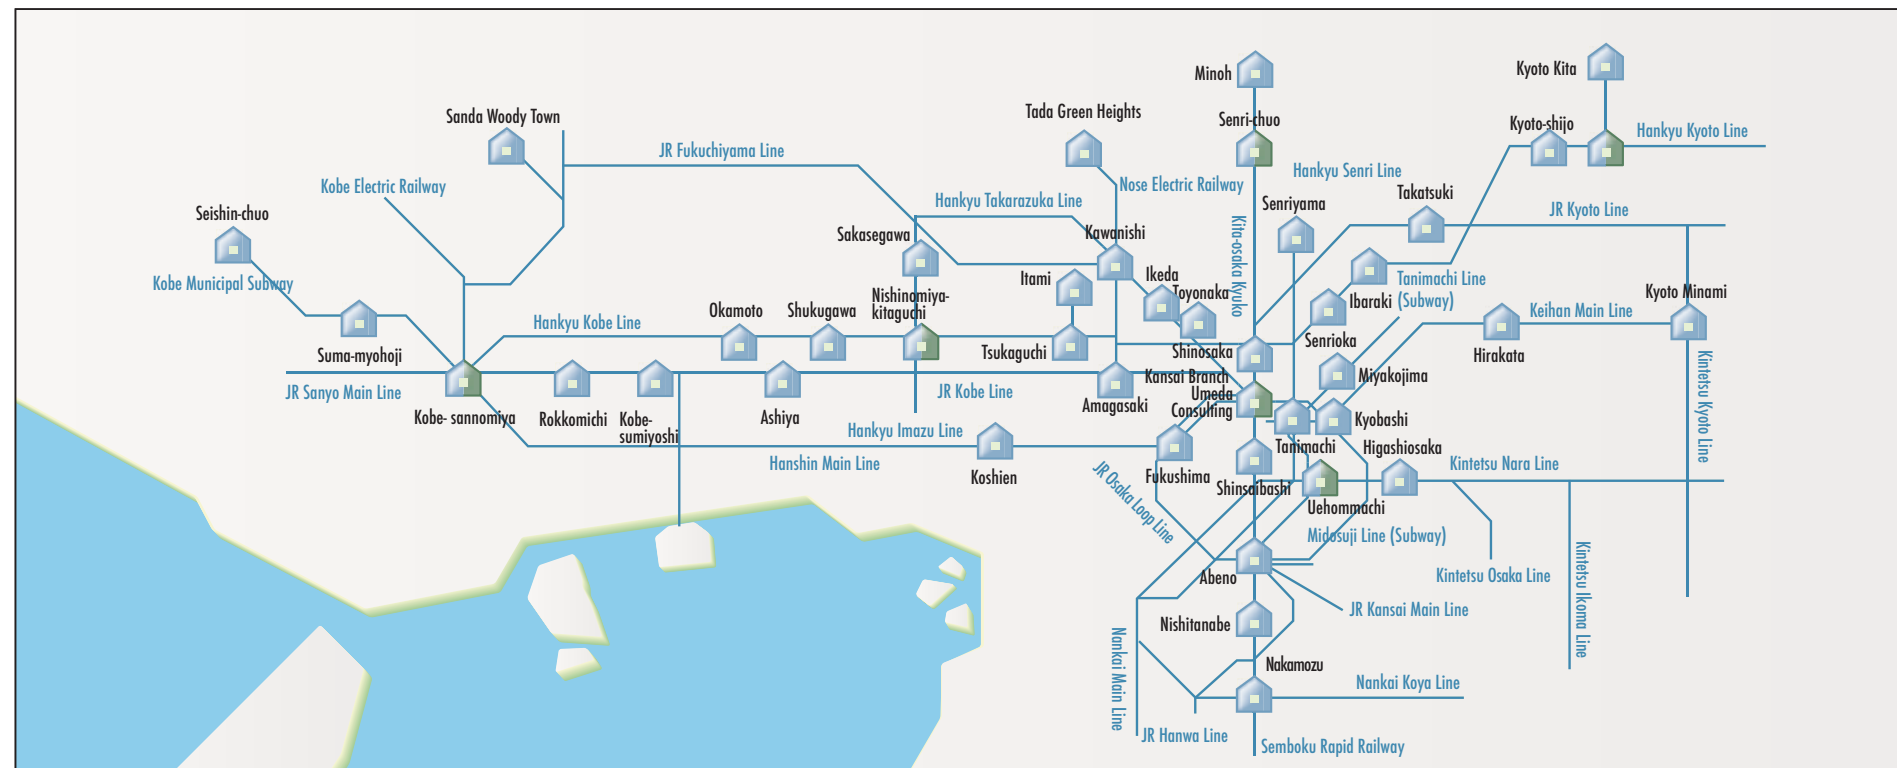 Minoh
Kyoto Kita
Sanda Woody Town
Tada Green Heights
Senri-chuo
Kyoto-shijo
Hankyu Kyoto Line
JR Fukuchiyama Line
Hankyu Senri Line
Kobe Electric Railway
Nose Electric Railway
Takatsuki
Hankyu Takarazuka Line
Senriyama
JR Kyoto Line
Seishin-chuo
Sakasegawa
Kawanishi
Kita-osaka Kyuko
Kobe Municipal Subway
Itami
Ikeda
Tanimachi Line
(Subway)
Toyonaka
Ibaraki
Kyoto Minami
Nishinomiya-
kitaguchi
Okamoto
Shukugawa
Hankyu Kobe Line
Keihan Main Line
Senrioka
Suma-myohoji
Tsukaguchi
Shinosaka
Hirakata
Kansai Branch
Umeda
Consulting
Miyakojima
JR Sanyo Main Line
JR Kobe Line
Amagasaki
Kintetsu Kyoto Line
Kobe- sannomiya
Rokkomichi
Kobe-
sumiyoshi
Ashiya
Kyobashi
Hankyu Imazu Line
Tanimachi
Higashiosaka
Hanshin Main Line
Koshien
Fukushima
Kintetsu Nara Line
JR Osaka Loop Line
Shinsaibashi
Uehommachi
Midosuji Line (Subway)
Abeno
Kintetsu Osaka Line
Kintetsu Ikoma Line
JR Kansai Main Line
Nishitanabe
Nankai Main Line
Nakamozu
Nankai Koya Line
JR Hanwa Line
Semboku Rapid Railway